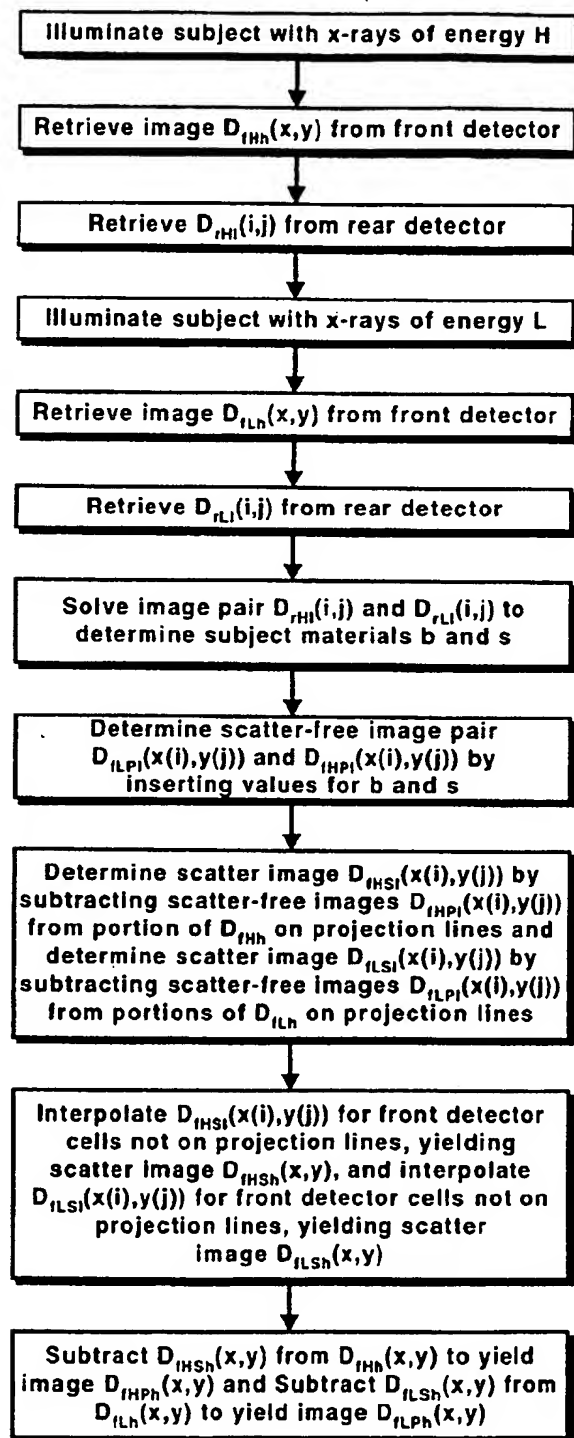 Illuminate subject with x-rays of energy H
Retrieve image D_fHh(x,y) from front detector
Retrieve D_rHl(i,j) from rear detector
Illuminate subject with x-rays of energy L
Retrieve image D_fLh(x,y) from front detector
Retrieve D_rLl(i,j) from rear detector
Solve image pair D_rHl(i,j) and D_rLl(i,j) to
determine subject materials b and s
Determine scatter-free image pair
D_fLPl(x(i),y(j)) and D_fHPl(x(i),y(j)) by
inserting values for b and s
Determine scatter image D_fHSl(x(i),y(j)) by
subtracting scatter-free images D_fHPl(x(i),y(j))
from portion of D_fHh on projection lines and
determine scatter image D_fLSl(x(i),y(j)) by
subtracting scatter-free images D_fLPl(x(i),y(j))
from portions of D_fLh on projection lines
Interpolate D_fHSl(x(i),y(j)) for front detector
cells not on projection lines, yielding
scatter image D_fHSh(x,y), and interpolate
D_fLSl(x(i),y(j)) for front detector cells not on
projection lines, yielding scatter
image D_fLSh(x,y)
Subtract D_fHSh(x,y) from D_fHh(x,y) to yield
image D_fHPh(x,y) and Subtract D_fLSh(x,y) from
D_fLh(x,y) to yield image D_fLPh(x,y)